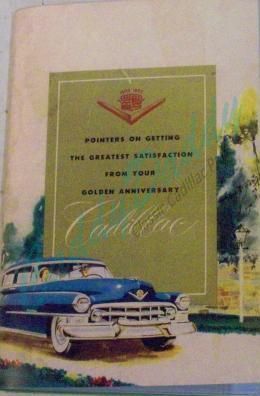 1902 1952
POINTERS ON GETTING
THE GREATEST SATISFACTION
FROM YOUR
GOLDEN ANNIVERSARY
Cadillac